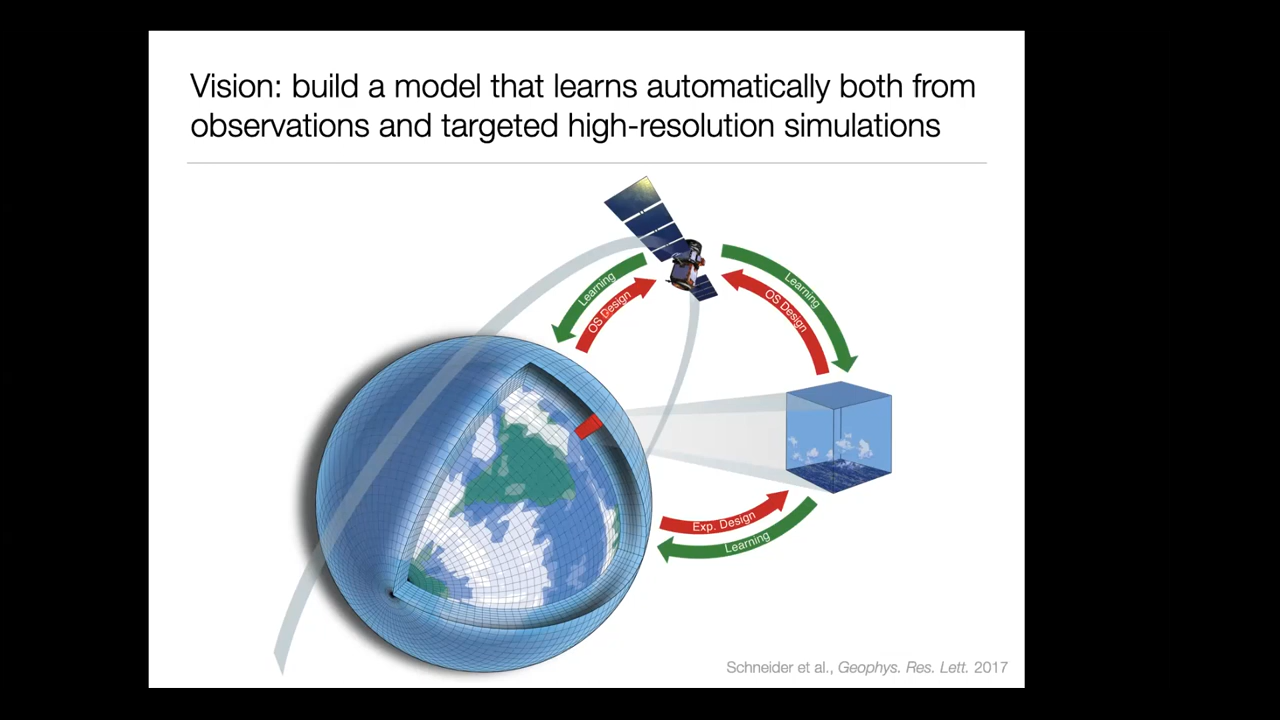 Vision: build a model that learns automatically both from
observations and targeted high-resolution simulations
Learning
OS Design
Learning
OS Design
Exp. Design
Learning
Schneider et al., Geophys. Res. Lett. 2017